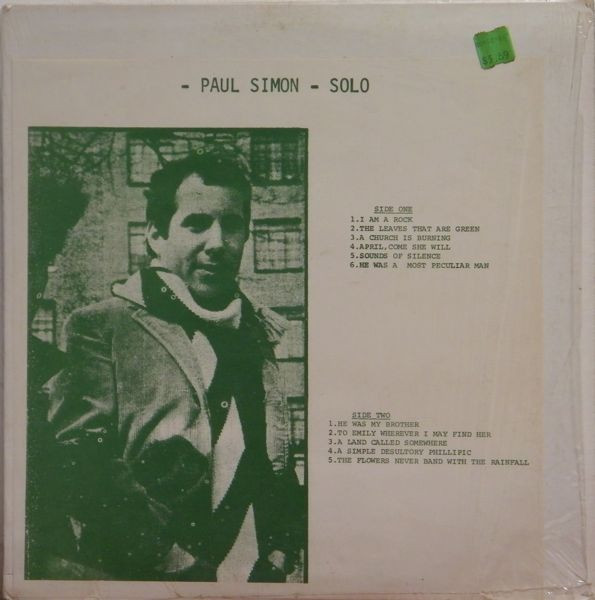 - PAUL SIMON - SOLO
$3.69
SIDE ONE
1.I AM A ROCK
2.THE LEAVES THAT ARE GREEN
3.A CHURCH IS BURNING
4.APRIL,COME SHE WILL
5.SOUNDS OF SILENCE
6.HE WAS A MOST PECULIAR MAN
SIDE TWO
1.HE WAS MY BROTHER
2.TO EMILY WHEREVER I MAY FIND HER
3.A LAND CALLED SOMEWHERE
4.A SIMPLE DESULTORY PHILLIPIC
5.THE FLOWERS NEVER BAND WITH THE RAINFALL